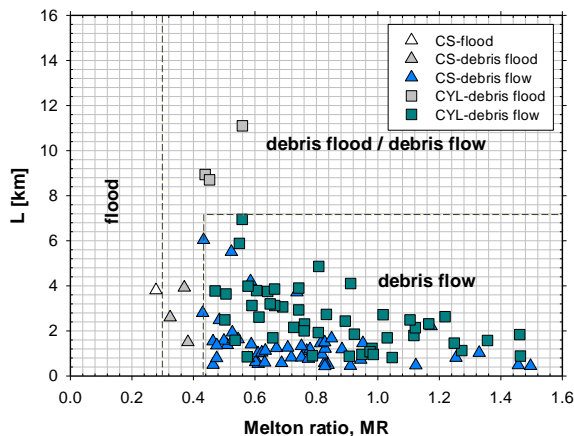 16
14
12
10
8
6
4
2
0
L [km]
CS-flood
CS-debris flood
CS-debris flow
CYL-debris flood
CYL-debris flow
debris flood / debris flow
flood
debris flow
0.0 0.2 0.4 0.6 0.8 1.0 1.2 1.4 1.6
Melton ratio, MR